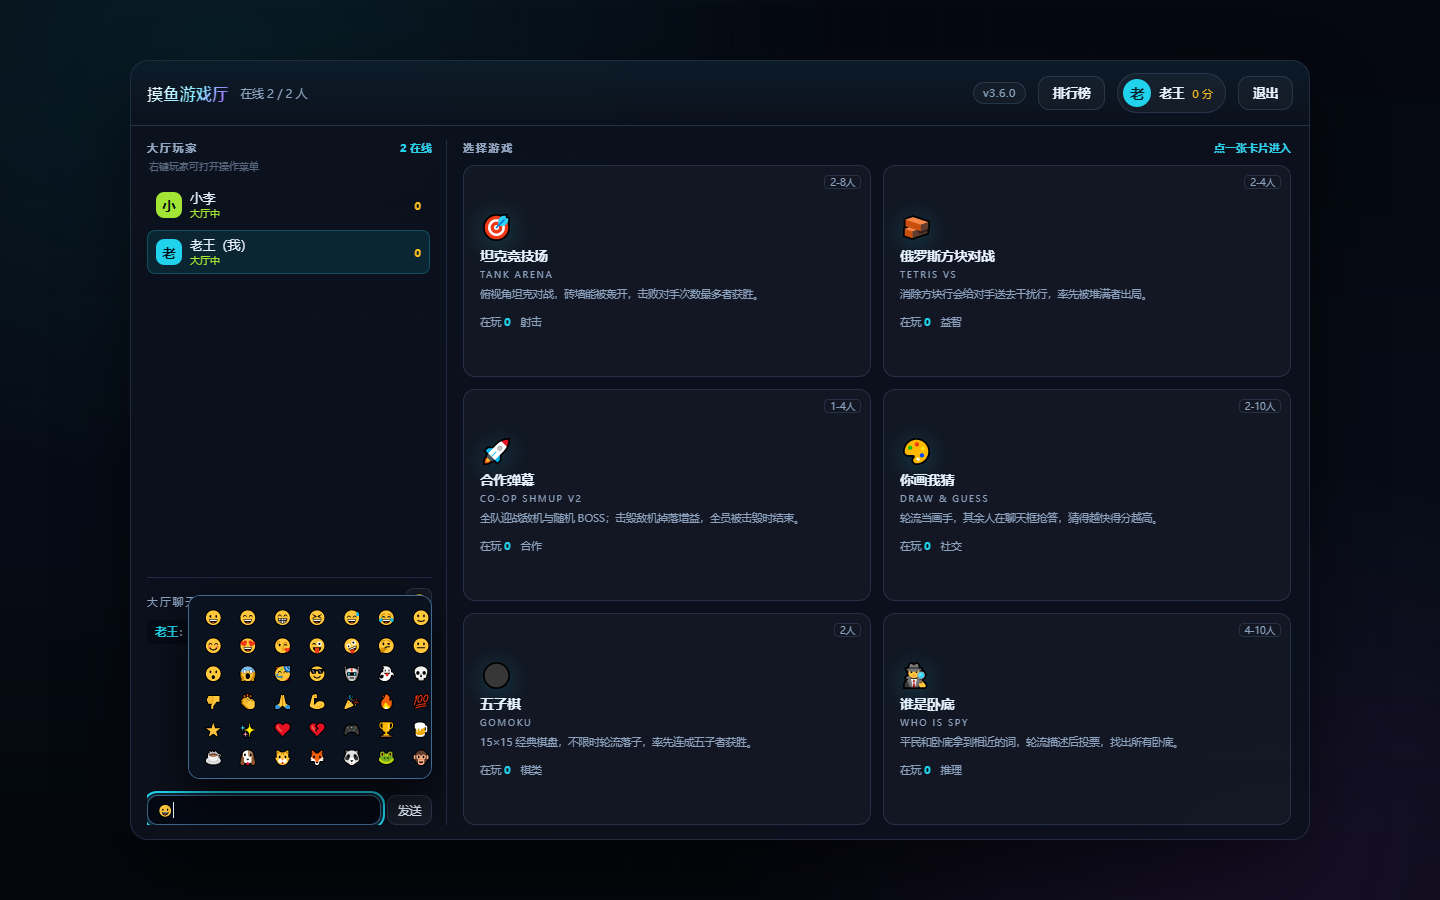 摸鱼游戏厅 在线 2 / 2 人
v3.6.0 排行榜 老 老王 0 分 退出
大厅玩家 2 在线
右键玩家可打开操作菜单
小 小李 0
大厅中
老 老王 (我) 0
大厅中
大厅聊天
老王:
😀
发送
选择游戏 点一张卡片进入
2-8人
坦克竞技场
TANK ARENA
俯视角坦克对战，砖墙能被轰开，击败对手次数最多者获胜。
在玩 0 射击
2-4人
俄罗斯方块对战
TETRIS VS
消除方块行会给对手送去干扰行，率先被堆满者出局。
在玩 0 益智
1-4人
合作弹幕
CO-OP SHMUP V2
全队迎战敌机与随机 BOSS；击毁敌机掉落增益，全员被击毁时结束。
在玩 0 合作
2-10人
你画我猜
DRAW & GUESS
轮流当画手，其余人在聊天框抢答，猜得越快得分越高。
在玩 0 社交
2人
五子棋
GOMOKU
15×15 经典棋盘，不限时轮流落子，率先连成五子者获胜。
在玩 0 棋类
4-10人
谁是卧底
WHO IS SPY
平民和卧底拿到相近的词，轮流描述后投票，找出所有卧底。
在玩 0 推理